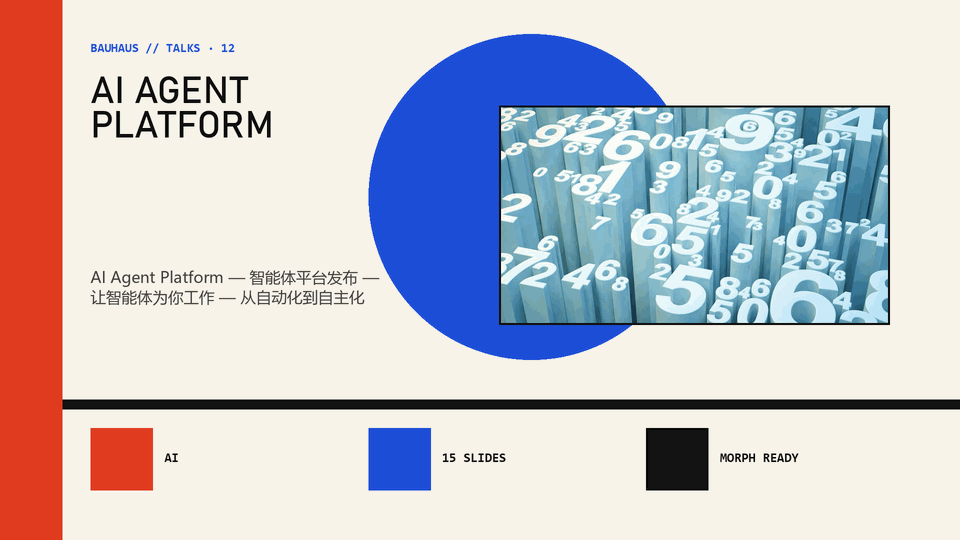 BAUHAUS // TALKS · 12
AI AGENT
PLATFORM
AI Agent Platform — 智能体平台发布 —
让智能体为你工作 — 从自动化到自主化
AI
15 SLIDES
MORPH READY